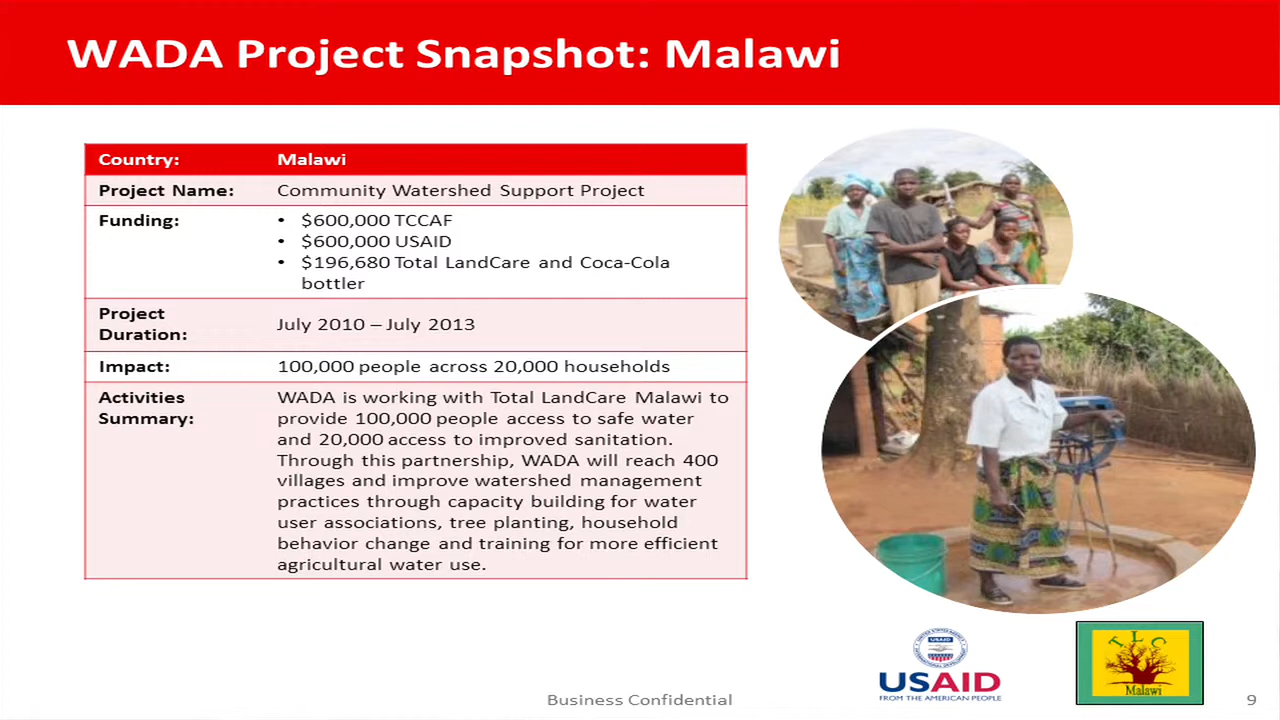 WADA Project Snapshot: Malawi
Country: Malawi
Project Name: Community Watershed Support Project
Funding: • $600,000 TCCAF
• $600,000 USAID
• $196,680 Total LandCare and Coca-Cola
bottler
Project
Duration: July 2010 – July 2013
Impact: 100,000 people across 20,000 households
Activities
Summary:
WADA is working with Total LandCare Malawi to
provide 100,000 people access to safe water
and 20,000 access to improved sanitation.
Through this partnership, WADA will reach 400
villages and improve watershed management
practices through capacity building for water
user associations, tree planting, household
behavior change and training for more efficient
agricultural water use.
USAID
USAID
FROM THE AMERICAN PEOPLE
TLC
Malawi
Business Confidential
9